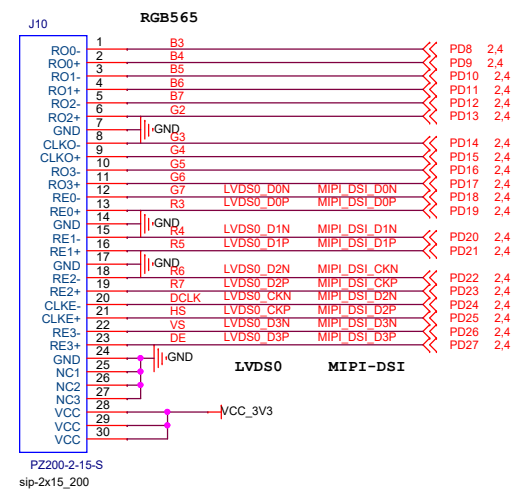 RGB565
J10
RO0- 1 B3 PD8 2,4
RO0+ 2 B4 PD9 2,4
RO1- 3 B5 PD10 2,4
RO1+ 4 B6 PD11 2,4
RO2- 5 B7 PD12 2,4
RO2+ 6 G2 PD13 2,4
GND 7 GND
CLKO- 8 G3 PD14 2,4
CLKO+ 9 G4 PD15 2,4
RO3- 10 G5 PD16 2,4
RO3+ 11 G6 PD17 2,4
RE0- 12 G7 LVDS0_D0N MIPI_DSI_D0N PD18 2,4
RE0+ 13 R3 LVDS0_D0P MIPI_DSI_D0P PD19 2,4
GND 14 GND
RE1- 15 R4 LVDS0_D1N MIPI_DSI_D1N PD20 2,4
RE1+ 16 R5 LVDS0_D1P MIPI_DSI_D1P PD21 2,4
GND 17 GND
RE2- 18 R6 LVDS0_D2N MIPI_DSI_CKN PD22 2,4
RE2+ 19 R7 LVDS0_D2P MIPI_DSI_CKP PD23 2,4
CLKE- 20 DCLK LVDS0_CKN MIPI_DSI_D2N PD24 2,4
CLKE+ 21 HS LVDS0_CKP MIPI_DSI_D2P PD25 2,4
RE3- 22 VS LVDS0_D3N MIPI_DSI_D3N PD26 2,4
RE3+ 23 DE LVDS0_D3P MIPI_DSI_D3P PD27 2,4
GND 24 GND
NC1 25 LVDS0 MIPI-DSI
NC2 26
NC3 27
VCC 28 VCC_3V3
VCC 29
VCC 30
PZ200-2-15-S
sip-2x15_200